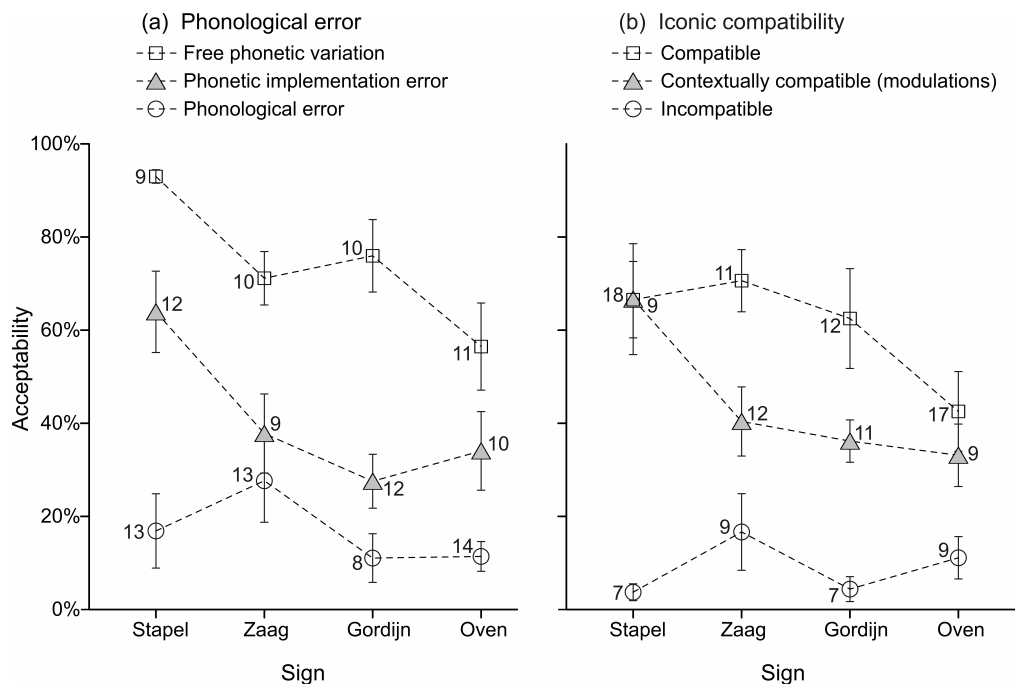 (a) Phonological error
Free phonetic variation
Phonetic implementation error
Phonological error
(b) Iconic compatibility
Compatible
Contextually compatible (modulations)
Incompatible
Acceptability
100%
80%
60%
40%
20%
0%
9
10
10
11
12
9
12
10
13
13
8
14
Stapel Zaag Gordijn Oven
Sign
18
11
12
17
9
12
11
9
7
9
7
9
Stapel Zaag Gordijn Oven
Sign